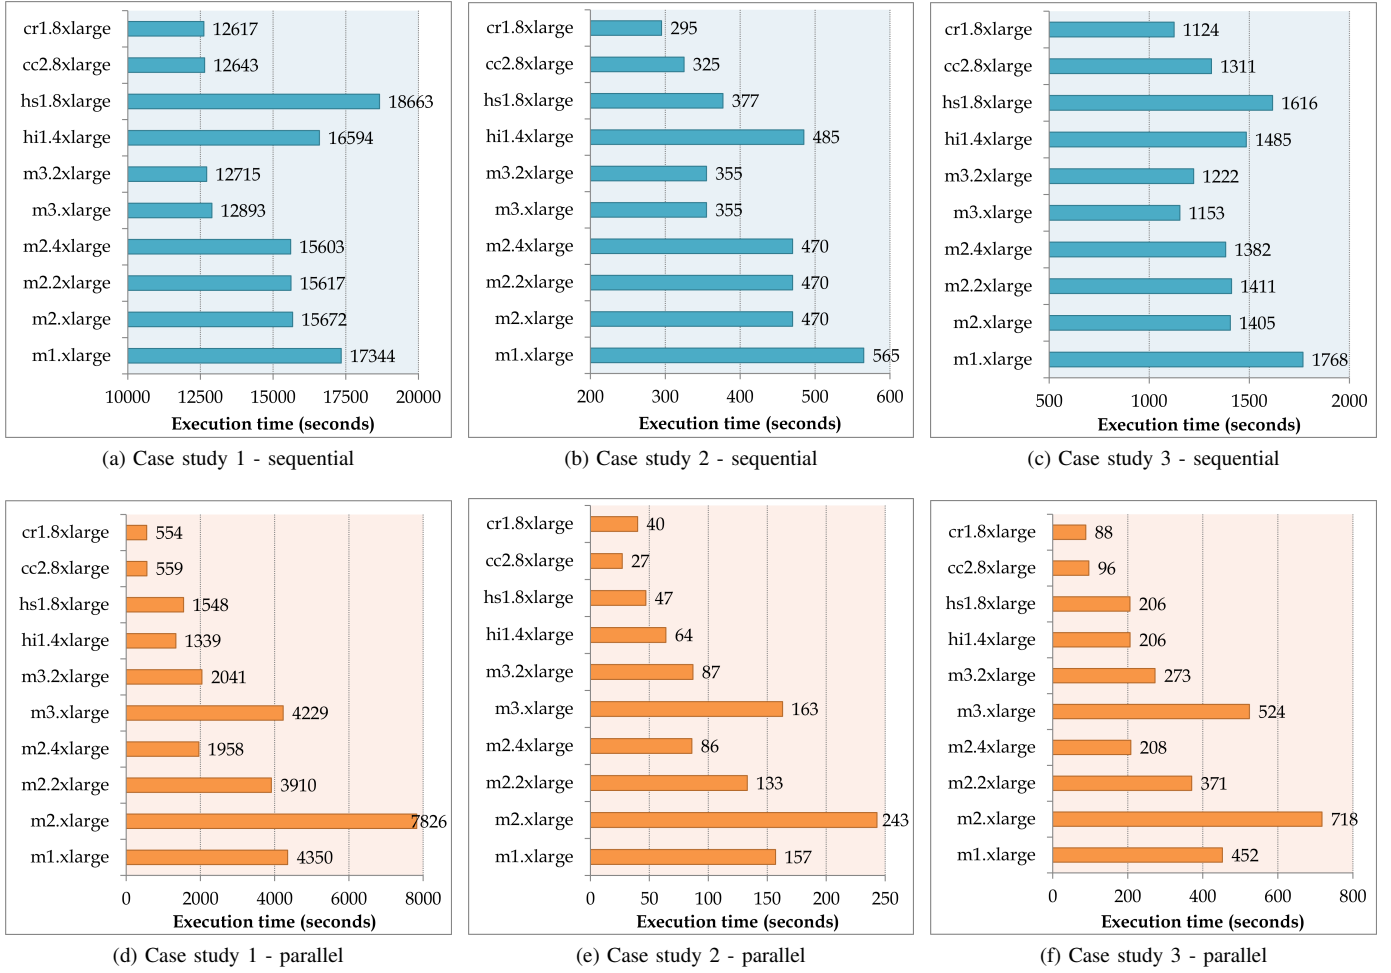 cr1.8xlarge 12617
cc2.8xlarge 12643
hs1.8xlarge 18663
hi1.4xlarge 16594
m3.2xlarge 12715
m3.xlarge 12893
m2.4xlarge 15603
m2.2xlarge 15617
m2.xlarge 15672
m1.xlarge 17344
10000 12500 15000 17500 20000
Execution time (seconds)
(a) Case study 1 - sequential
cr1.8xlarge 295
cc2.8xlarge 325
hs1.8xlarge 377
hi1.4xlarge 485
m3.2xlarge 355
m3.xlarge 355
m2.4xlarge 470
m2.2xlarge 470
m2.xlarge 470
m1.xlarge 565
200 300 400 500 600
Execution time (seconds)
(b) Case study 2 - sequential
cr1.8xlarge 1124
cc2.8xlarge 1311
hs1.8xlarge 1616
hi1.4xlarge 1485
m3.2xlarge 1222
m3.xlarge 1153
m2.4xlarge 1382
m2.2xlarge 1411
m2.xlarge 1405
m1.xlarge 1768
500 1000 1500 2000
Execution time (seconds)
(c) Case study 3 - sequential
cr1.8xlarge 554
cc2.8xlarge 559
hs1.8xlarge 1548
hi1.4xlarge 1339
m3.2xlarge 2041
m3.xlarge 4229
m2.4xlarge 1958
m2.2xlarge 3910
m2.xlarge 7826
m1.xlarge 4350
0 2000 4000 6000 8000
Execution time (seconds)
(d) Case study 1 - parallel
cr1.8xlarge 40
cc2.8xlarge 27
hs1.8xlarge 47
hi1.4xlarge 64
m3.2xlarge 87
m3.xlarge 163
m2.4xlarge 86
m2.2xlarge 133
m2.xlarge 243
m1.xlarge 157
0 50 100 150 200 250
Execution time (seconds)
(e) Case study 2 - parallel
cr1.8xlarge 88
cc2.8xlarge 96
hs1.8xlarge 206
hi1.4xlarge 206
m3.2xlarge 273
m3.xlarge 524
m2.4xlarge 208
m2.2xlarge 371
m2.xlarge 718
m1.xlarge 452
0 200 400 600 800
Execution time (seconds)
(f) Case study 3 - parallel